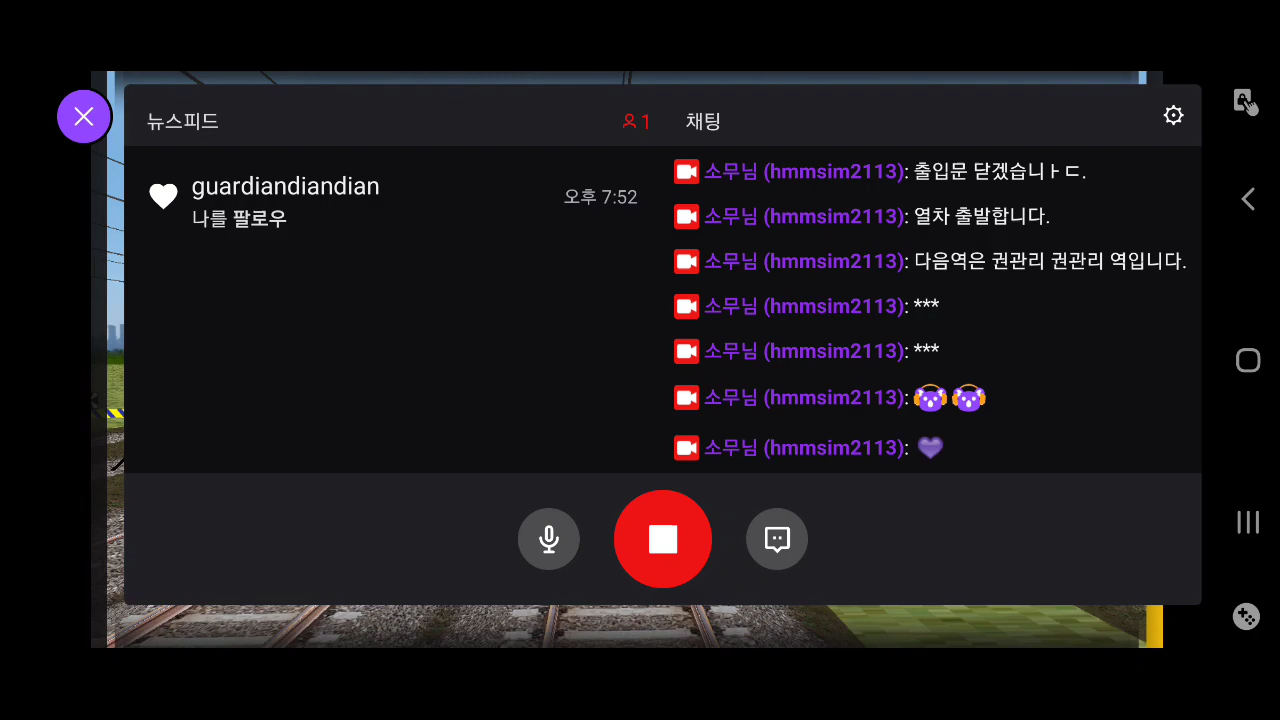 뉴스피드
1
채팅
guardiandiandian
나를 팔로우
오후 7:52
소무님 (hmmsim2113): 출입문 닫겠습니ㅏㄷ.
소무님 (hmmsim2113): 열차 출발합니다.
소무님 (hmmsim2113): 다음역은 권관리 권관리 역입니다.
소무님 (hmmsim2113): ***
소무님 (hmmsim2113): ***
소무님 (hmmsim2113):
소무님 (hmmsim2113): 💜